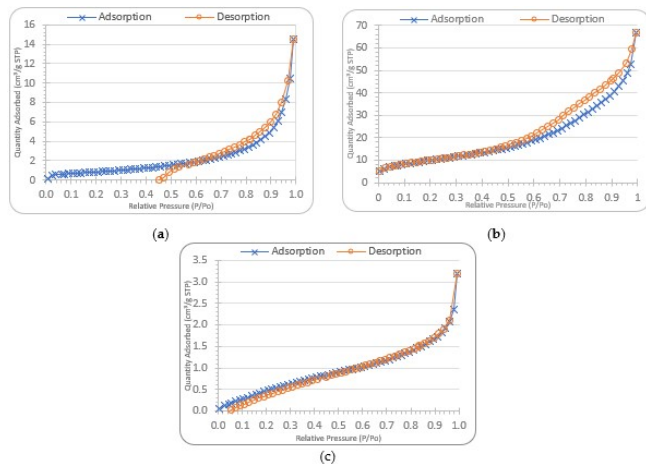 Adsorption Desorption
Quantity Adsorbed (cm³/g STP)
16
14
12
10
8
6
4
2
0
0.0 0.1 0.2 0.3 0.4 0.5 0.6 0.7 0.8 0.9 1.0
Relative Pressure (P/Po)
(a)
Adsorption Desorption
Quantity Adsorbed (cm³/g STP)
70
60
50
40
30
20
10
0
0 0.1 0.2 0.3 0.4 0.5 0.6 0.7 0.8 0.9 1
Relative Pressure (P/Po)
(b)
Adsorption Desorption
Quantity Adsorbed (cm³/g STP)
3.5
3.0
2.5
2.0
1.5
1.0
0.5
0.0
0.0 0.1 0.2 0.3 0.4 0.5 0.6 0.7 0.8 0.9 1.0
Relative Pressure (P/Po)
(c)